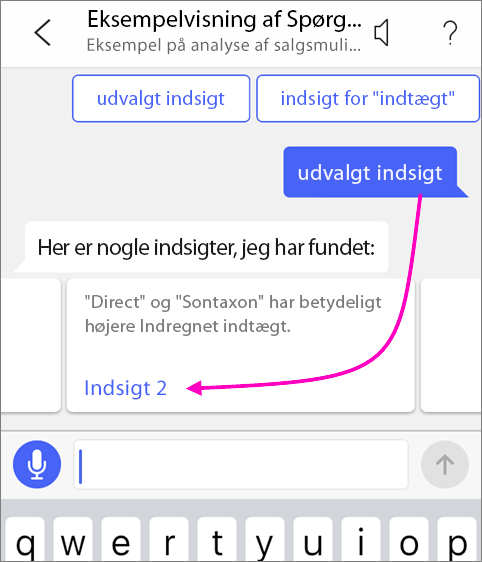 Eksempelvisning af Spørg...
Eksempel på analyse af salgsmuli...
?
udvalgt indsigt
indsigt for "indtægt"
udvalgt indsigt
Her er nogle indsigter, jeg har fundet:
"Direct" og "Sontaxon" har betydeligt
højere Indregnet indtægt.
Indsigt 2
q w e r t y u i o p